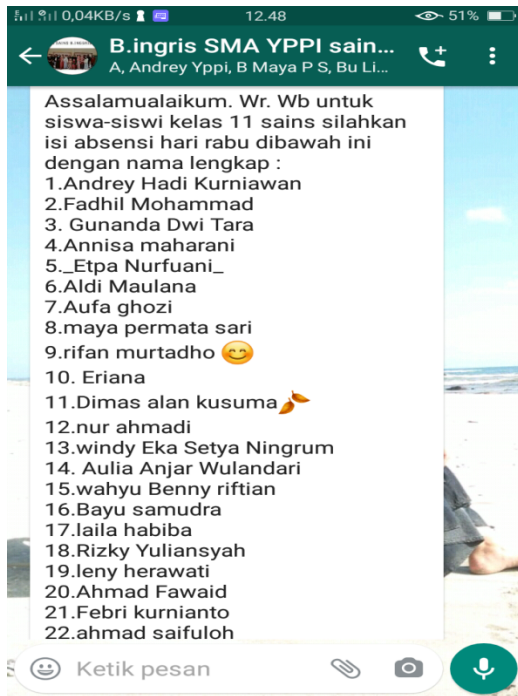 0,04KB/s 12.48 51%
B.ingris SMA YPPI sain...
A, Andrey Yppi, B Maya P S, Bu Li...
Assalamualaikum. Wr. Wb untuk
siswa-siswi kelas 11 sains silahkan
isi absensi hari rabu dibawah ini
dengan nama lengkap :
1.Andrey Hadi Kurniawan
2.Fadhil Mohammad
3. Gunanda Dwi Tara
4.Annisa maharani
5._Etpa Nurfuani_
6.Aldi Maulana
7.Aufa ghozi
8.maya permata sari
9.rifan murtadho 😊
10. Eriana
11.Dimas alan kusuma🍂
12.nur ahmadi
13.windy Eka Setya Ningrum
14. Aulia Anjar Wulandari
15.wahyu Benny riftian
16.Bayu samudra
17.laila habiba
18.Rizky Yuliansyah
19.leny herawati
20.Ahmad Fawaid
21.Febri kurnianto
22.ahmad saifuloh
Ketik pesan